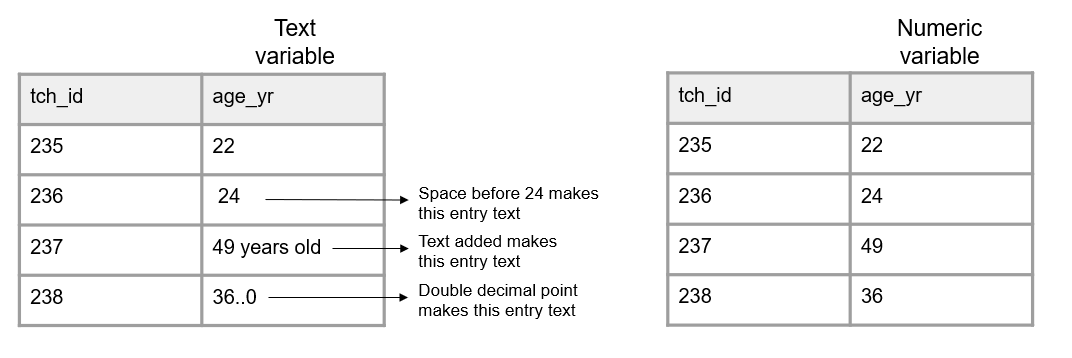 Text
variable
tch_id age_yr
235 22
236 24
237 49 years old
238 36..0
Space before 24 makes
this entry text
Text added makes
this entry text
Double decimal point
makes this entry text
Numeric
variable
tch_id age_yr
235 22
236 24
237 49
238 36